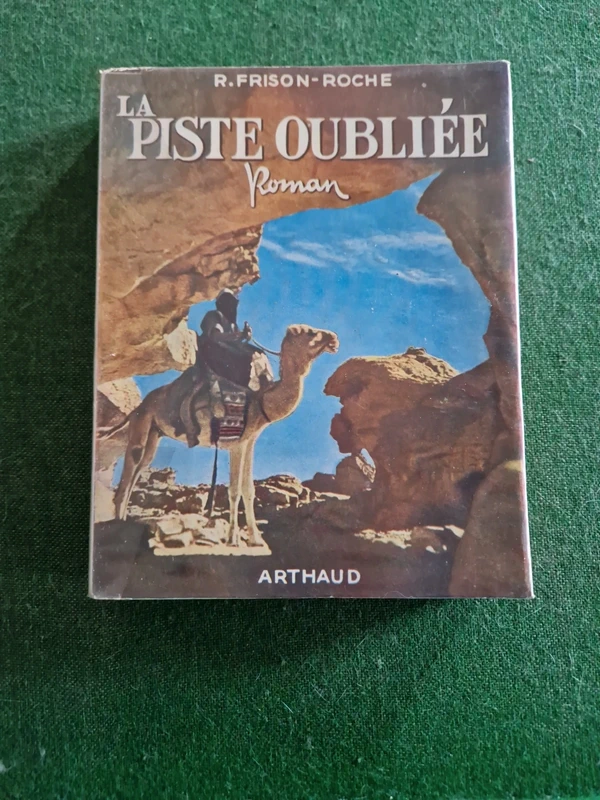 R. FRISON-ROCHE
LA
PISTE OUBLIÉE
Roman
ARTHAUD